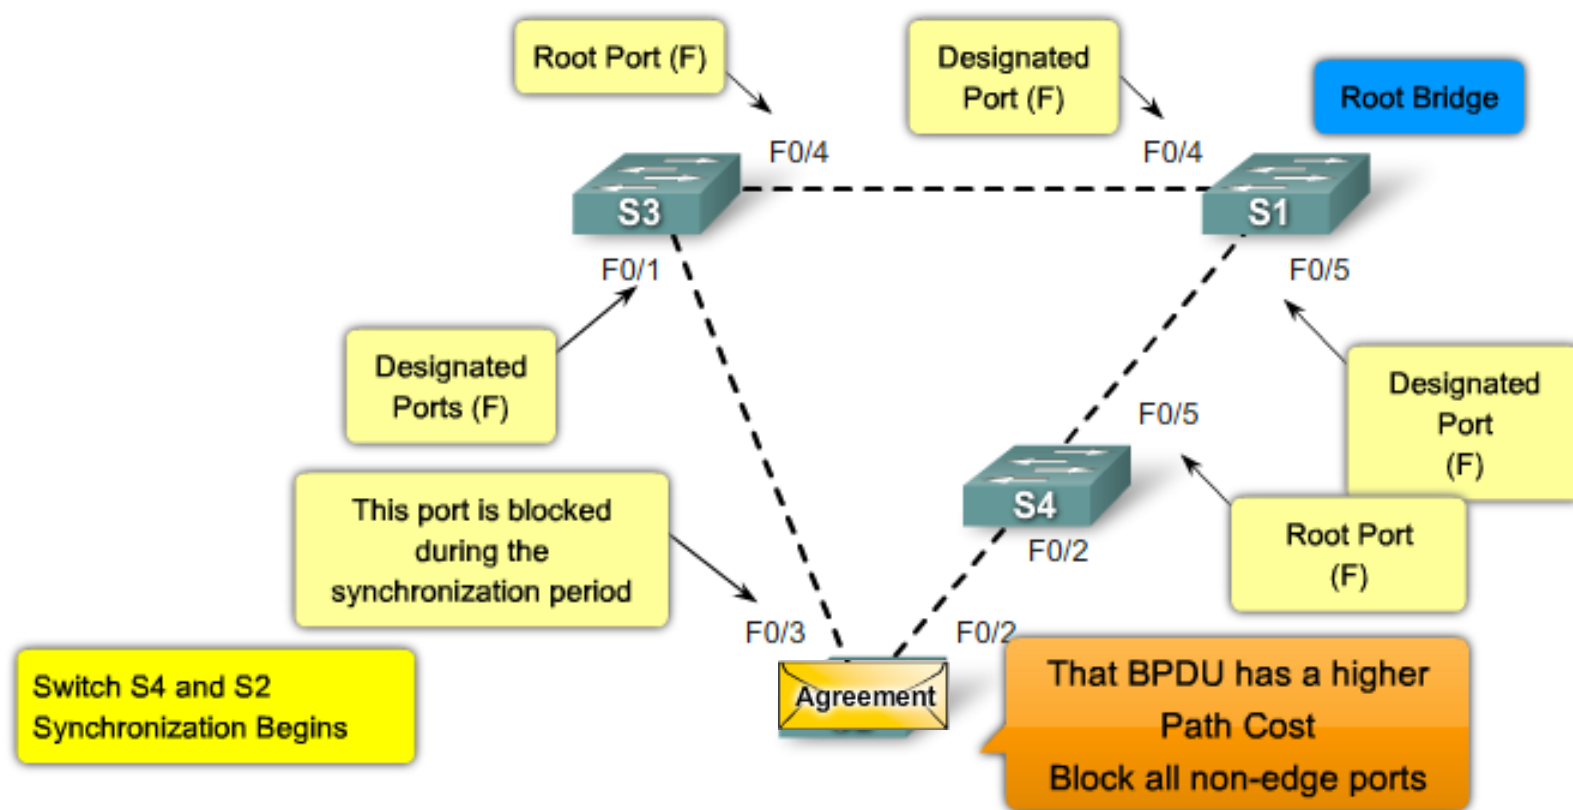 Root Port (F)
Designated
Port (F)
Root Bridge
F0/4
F0/4
S3
S1
F0/1
F0/5
Designated
Ports (F)
Designated
Port
(F)
F0/5
This port is blocked
during the
synchronization period
S4
Root Port
(F)
F0/2
F0/3
F0/2
Switch S4 and S2
Synchronization Begins
Agreement
That BPDU has a higher
Path Cost
Block all non-edge ports